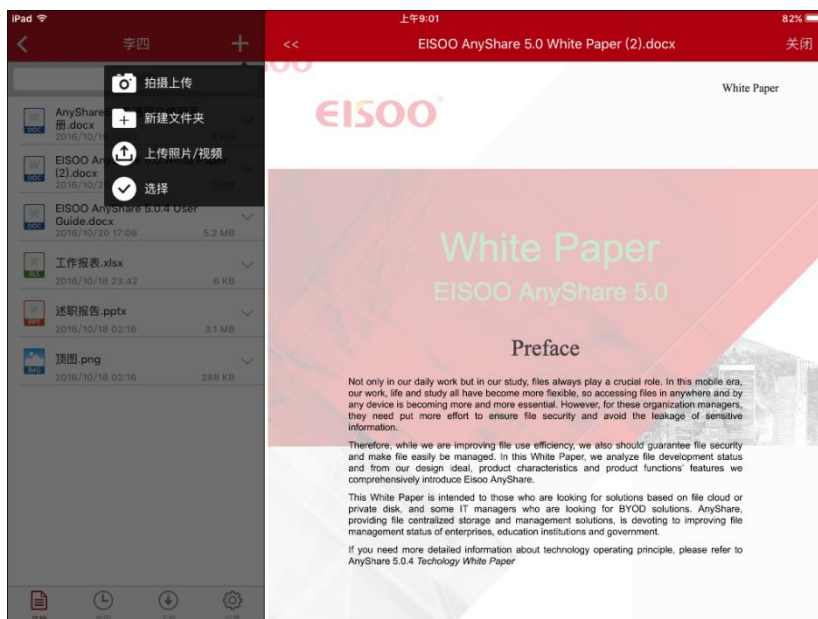 iPad
上午9:01
82%
李四
<<
EISOO AnyShare 5.0 White Paper (2).docx
关闭
拍摄上传
新建文件夹
上传照片/视频
选择
册.docx
2016/10/19
EISOO
(2).docx
EISOO AnyShare 5.0.4 User
Guide.docx
2016/10/20 17:08
5.2 MB
工作报表.xlsx
2016/10/18 23:42
6 KB
述职报告.pptx
2016/10/18 02:16
3.1 MB
顶图.png
2016/10/18 02:16
288 KB
White Paper
EISOO
White Paper
EISOO AnyShare 5.0
Preface
Not only in our daily work but in our study, files always play a crucial role. In this mobile era,
our work, life and study all have become more flexible, so accessing files in anywhere and by
any device is becoming more and more essential. However, for these organization managers,
they need put more effort to ensure file security and avoid the leakage of sensitive
information.
Therefore, while we are improving file use efficiency, we also should guarantee file security
and make file easily be managed. In this White Paper, we analyze file development status
and from our design ideal, product characteristics and product functions' features we
comprehensively introduce Eisoo AnyShare.
This White Paper is intended to those who are looking for solutions based on file cloud or
private disk, and some IT managers who are looking for BYOD solutions. AnyShare,
providing file centralized storage and management solutions, is devoting to improving file
management status of enterprises, education institutions and government.
If you need more detailed information about technology operating principle, please refer to
AnyShare 5.0.4 Techology White Paper